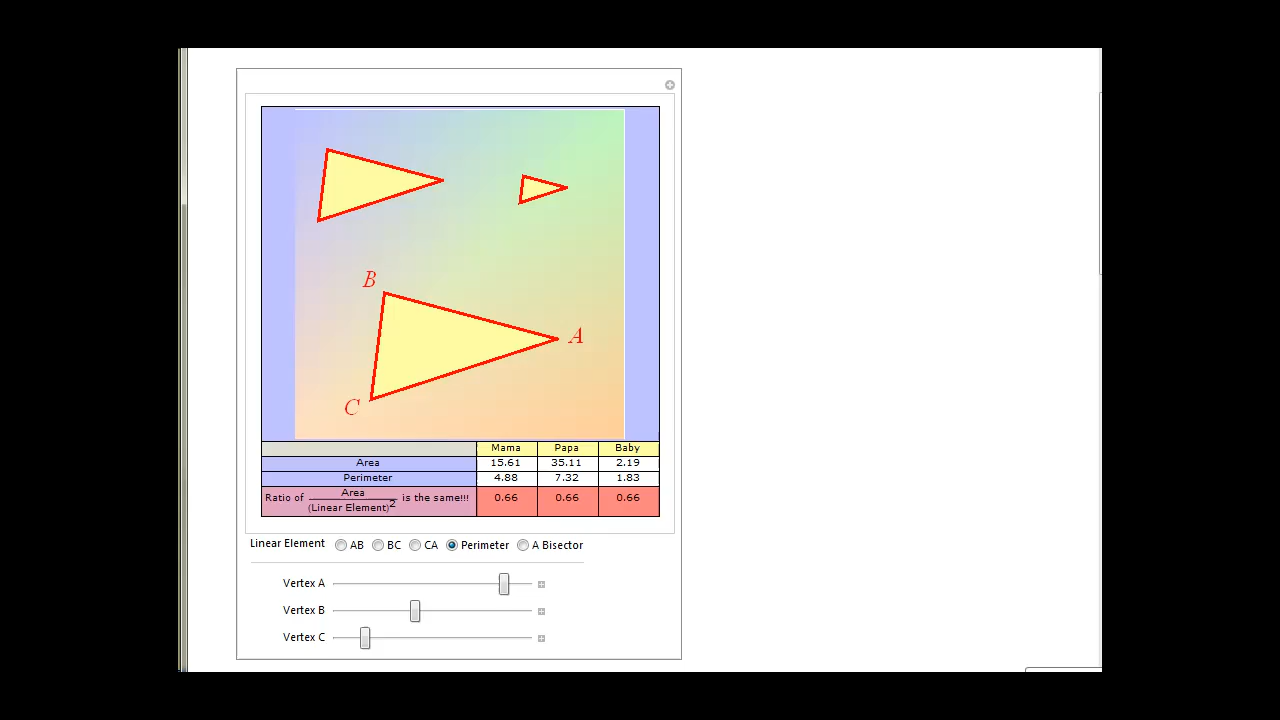 B
A
C
Mama Papa Baby
Area 15.61 35.11 2.19
Perimeter 4.88 7.32 1.83
Ratio of Area / (Linear Element)2 is the same!!! 0.66 0.66 0.66
Linear Element AB BC CA Perimeter A Bisector
Vertex A
Vertex B
Vertex C